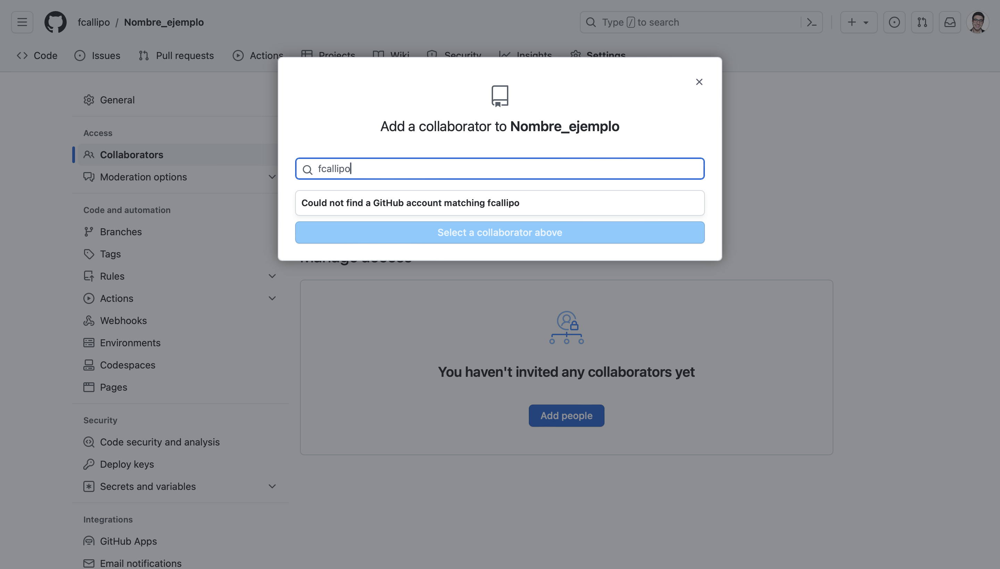 fcallipo / Nombre_ejemplo
Type / to search
Code
Issues
Pull requests
Actions
Projects
Wiki
Security
Insights
Settings
General
Access
Collaborators
Moderation options
Code and automation
Branches
Tags
Rules
Actions
Webhooks
Environments
Codespaces
Pages
Security
Code security and analysis
Deploy keys
Secrets and variables
Integrations
GitHub Apps
Email notifications
Add a collaborator to Nombre_ejemplo
fcallipo
Could not find a GitHub account matching fcallipo
Select a collaborator above
Manage access
You haven't invited any collaborators yet
Add people